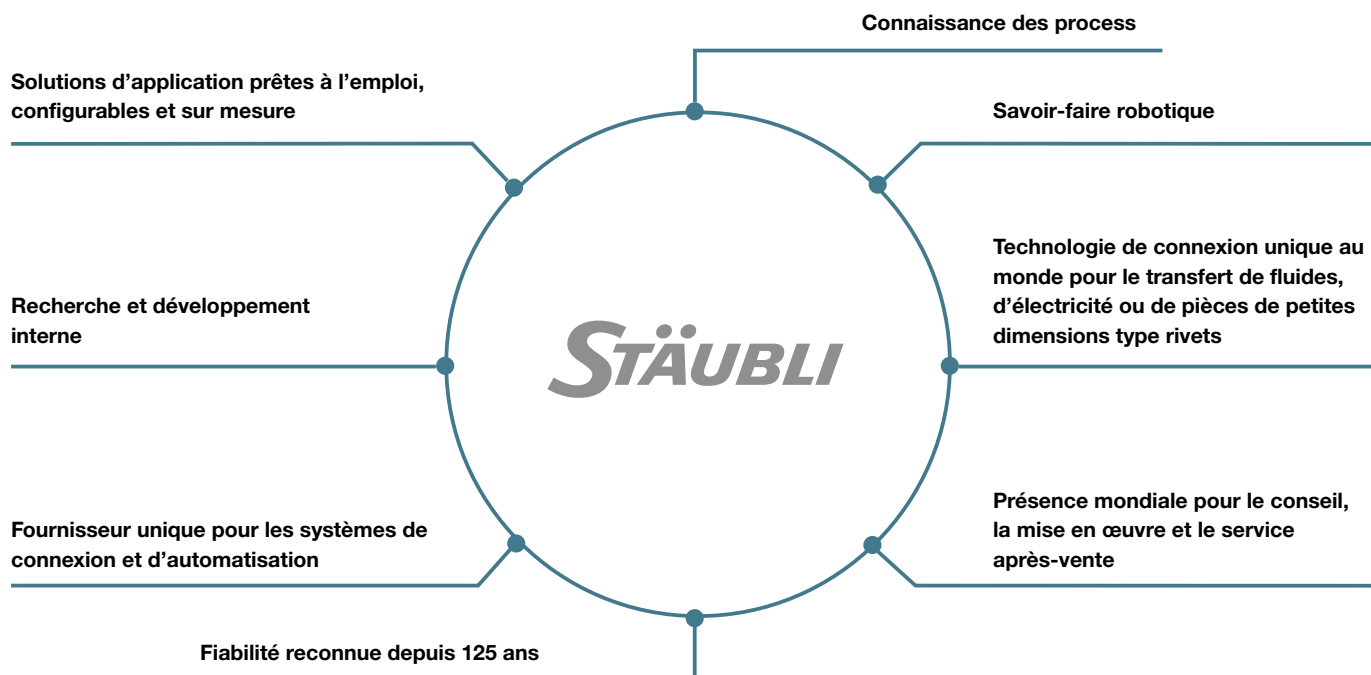 Connaissance des process
Solutions d’application prêtes à l’emploi,
configurables et sur mesure
Savoir-faire robotique
Technologie de connexion unique au
monde pour le transfert de fluides,
d’électricité ou de pièces de petites
dimensions type rivets
Recherche et développement
interne
STÄUBLI
Présence mondiale pour le conseil,
la mise en œuvre et le service
après-vente
Fournisseur unique pour les systèmes de
connexion et d’automatisation
Fiabilité reconnue depuis 125 ans